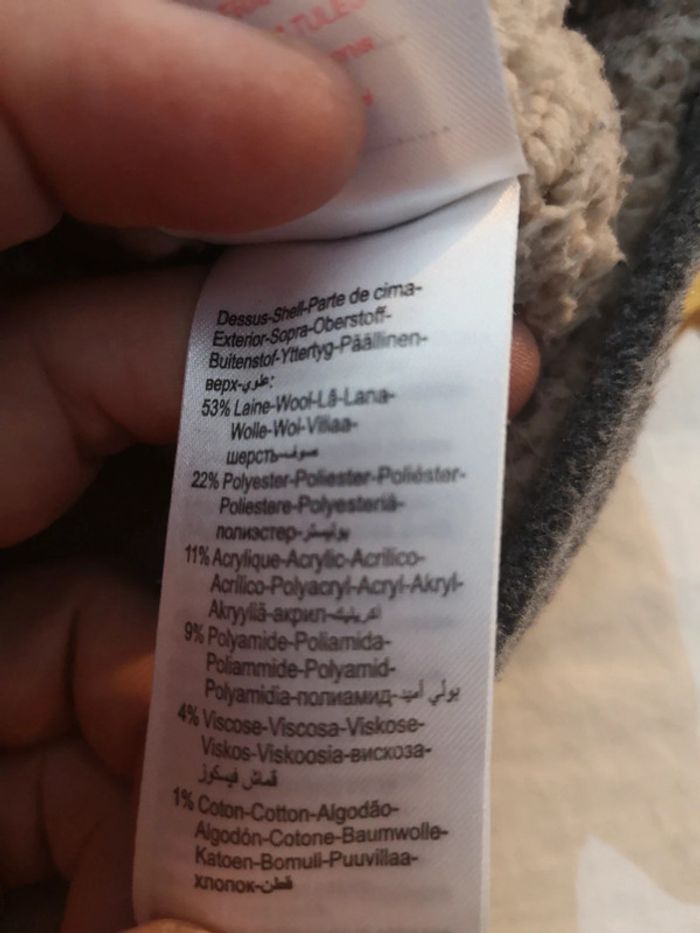 TULES
Dessus-Shell-Parte de cima-
Exterior-Sopra-Oberstoff-
Buitenstof-Yttertyg-Päällinen-
верх-علوي:
53% Laine-Wool-Lã-Lana-
Wolle-Wol-Villaa-
шерсть-صوف-
22% Polyester-Poliester-Poliéster-
Poliestere-Polyesteriä-
полиэстер-بوليستر-
11% Acrylique-Acrylic-Acrílico-
Acrílico-Polyacryl-Acryl-Akryl-
Akryyliä-акрил-اكريليك-
9% Polyamide-Poliamida-
Poliammide-Polyamid-
Polyamidia-полиамид-بولي أميد-
4% Viscose-Viscosa-Viskose-
Viskos-Viskoosia-вискоза-
قماش فيسكوز
1% Coton-Cotton-Algodão-
Algodón-Cotone-Baumwolle-
Katoen-Bomull-Puuvillaa-
хлопок-قطن-